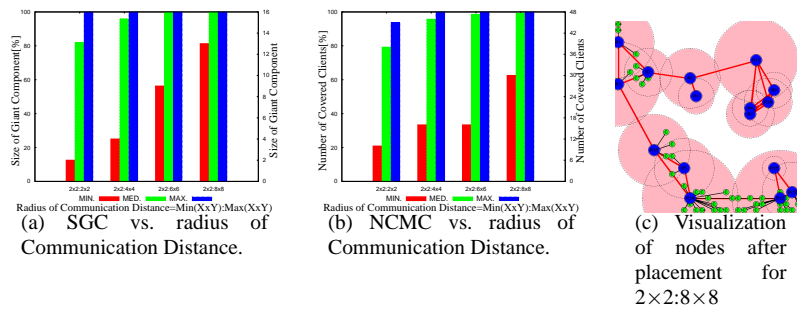 Size of Giant Component[%]
100
80
60
40
20
0
16
14
12
10
8
6
4
2
0
Size of Giant Component
2x2:2x2 2x2:4x4 2x2:6x6 2x2:8x8
MIN. MED. MAX.
Radius of Communication Distance=Min(XxY):Max(XxY)
(a) SGC vs. radius of
Communication Distance.
Number of Covered Clients[%]
100
80
60
40
20
0
48
42
36
30
24
18
12
6
0
Number of Covered Clients
2x2:2x2 2x2:4x4 2x2:6x6 2x2:8x8
MIN. MED. MAX.
Radius of Communication Distance=Min(XxY):Max(XxY)
(b) NCMC vs. radius of
Communication Distance.
(c) Visualization
of nodes after
placement for
2×2:8×8